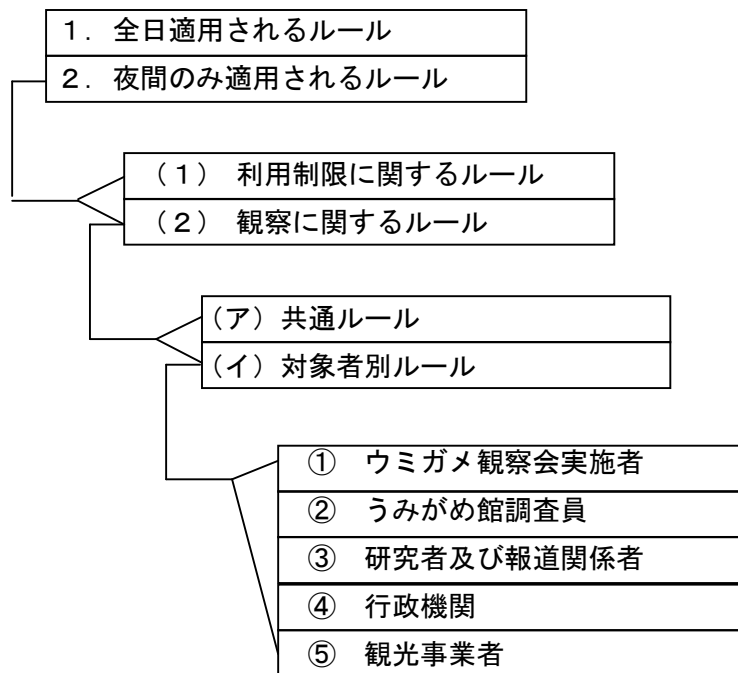 １．全日適用されるルール
２．夜間のみ適用されるルール
（１） 利用制限に関するルール
（２） 観察に関するルール
（ア）共通ルール
（イ）対象者別ルール
① ウミガメ観察会実施者
② うみがめ館調査員
③ 研究者及び報道関係者
④ 行政機関
⑤ 観光事業者